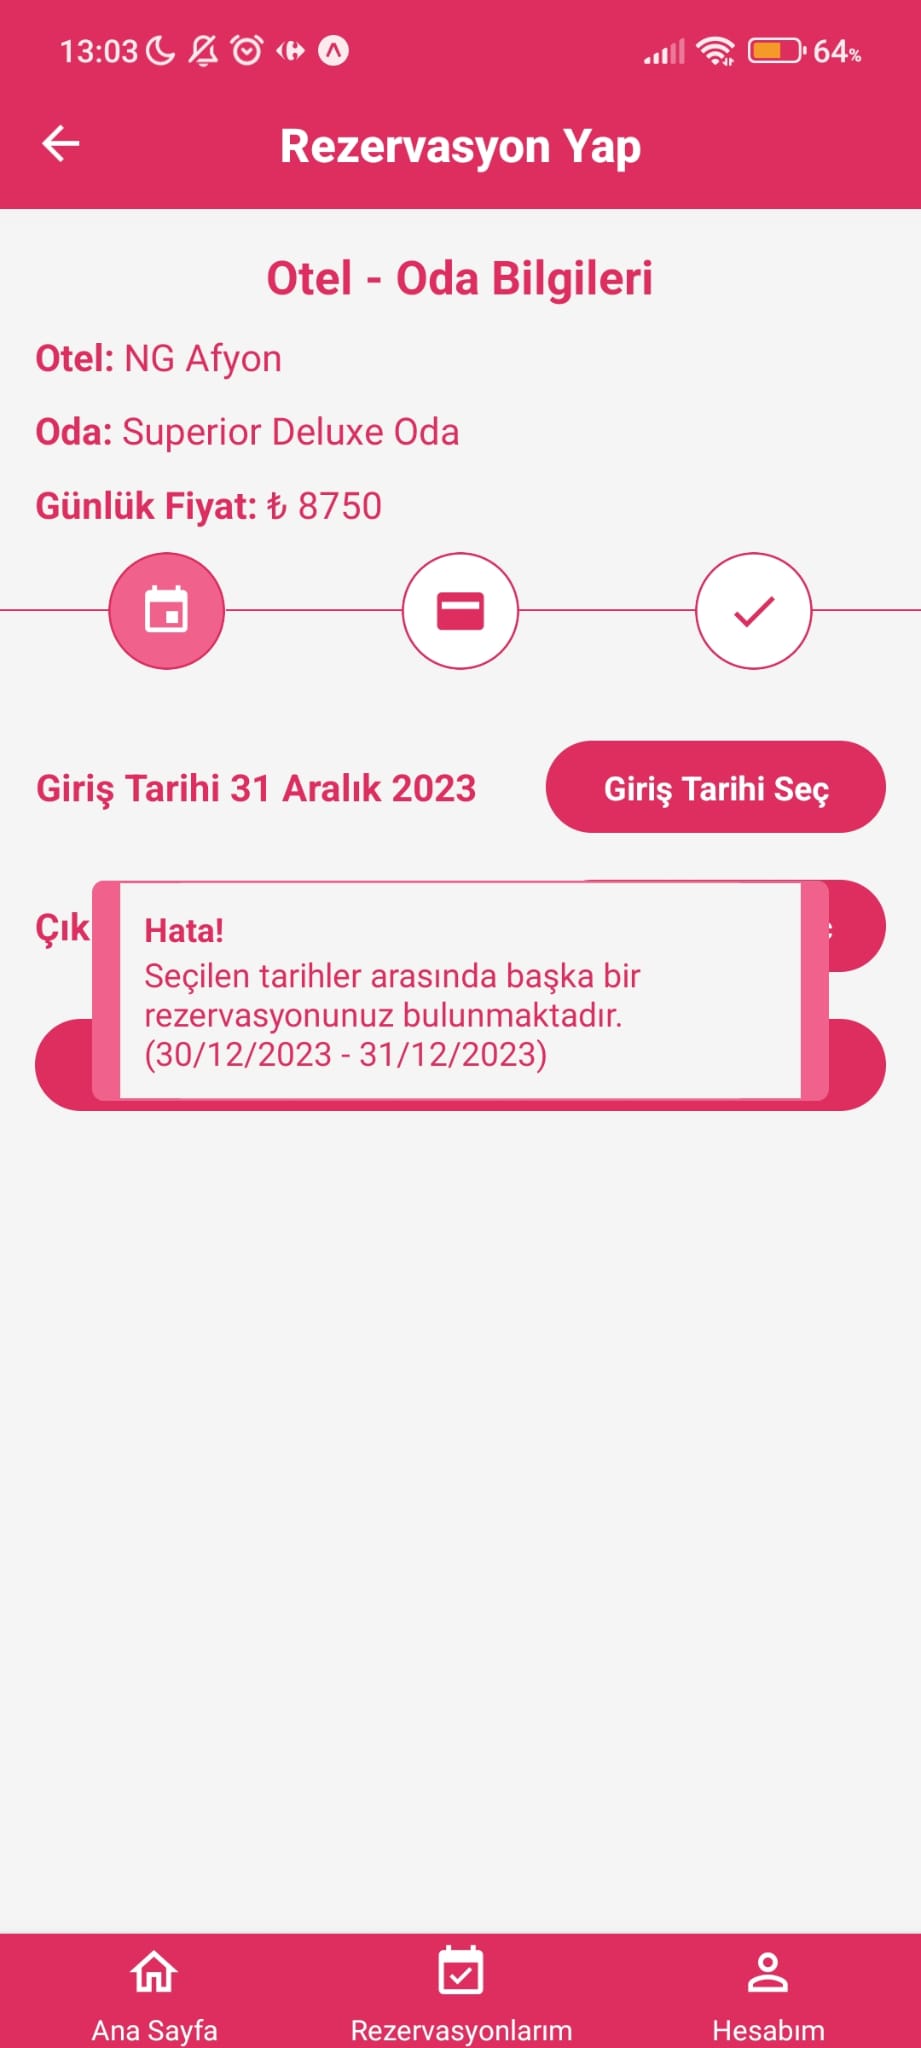 13:03
64%
Rezervasyon Yap
Otel - Oda Bilgileri
Otel: NG Afyon
Oda: Superior Deluxe Oda
Günlük Fiyat: ₺ 8750
Giriş Tarihi 31 Aralık 2023
Giriş Tarihi Seç
Çık
Hata!
Seçilen tarihler arasında başka bir
rezervasyonunuz bulunmaktadır.
(30/12/2023 - 31/12/2023)
Ana Sayfa
Rezervasyonlarım
Hesabım